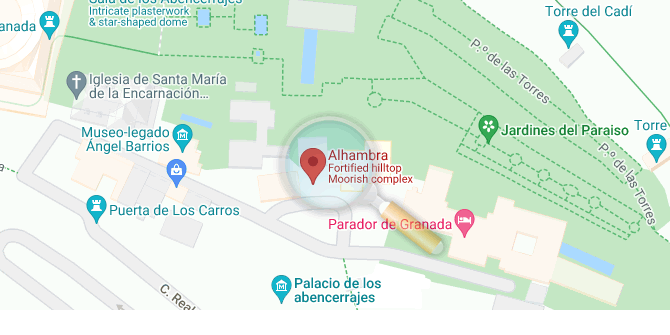 Sala de los Abencerrajes
Intricate plasterwork
& star-shaped dome
Torre del Cadí
anada
P.º de las Torres
Iglesia de Santa María
de la Encarnación...
Museo-legado
Ángel Barrios
Jardines del Paraiso
Torre
Alhambra
Fortified hilltop
Moorish complex
P.º de las Torres
Puerta de Los Carros
Parador de Granada
Palacio de los
abencerrajes
C. Real